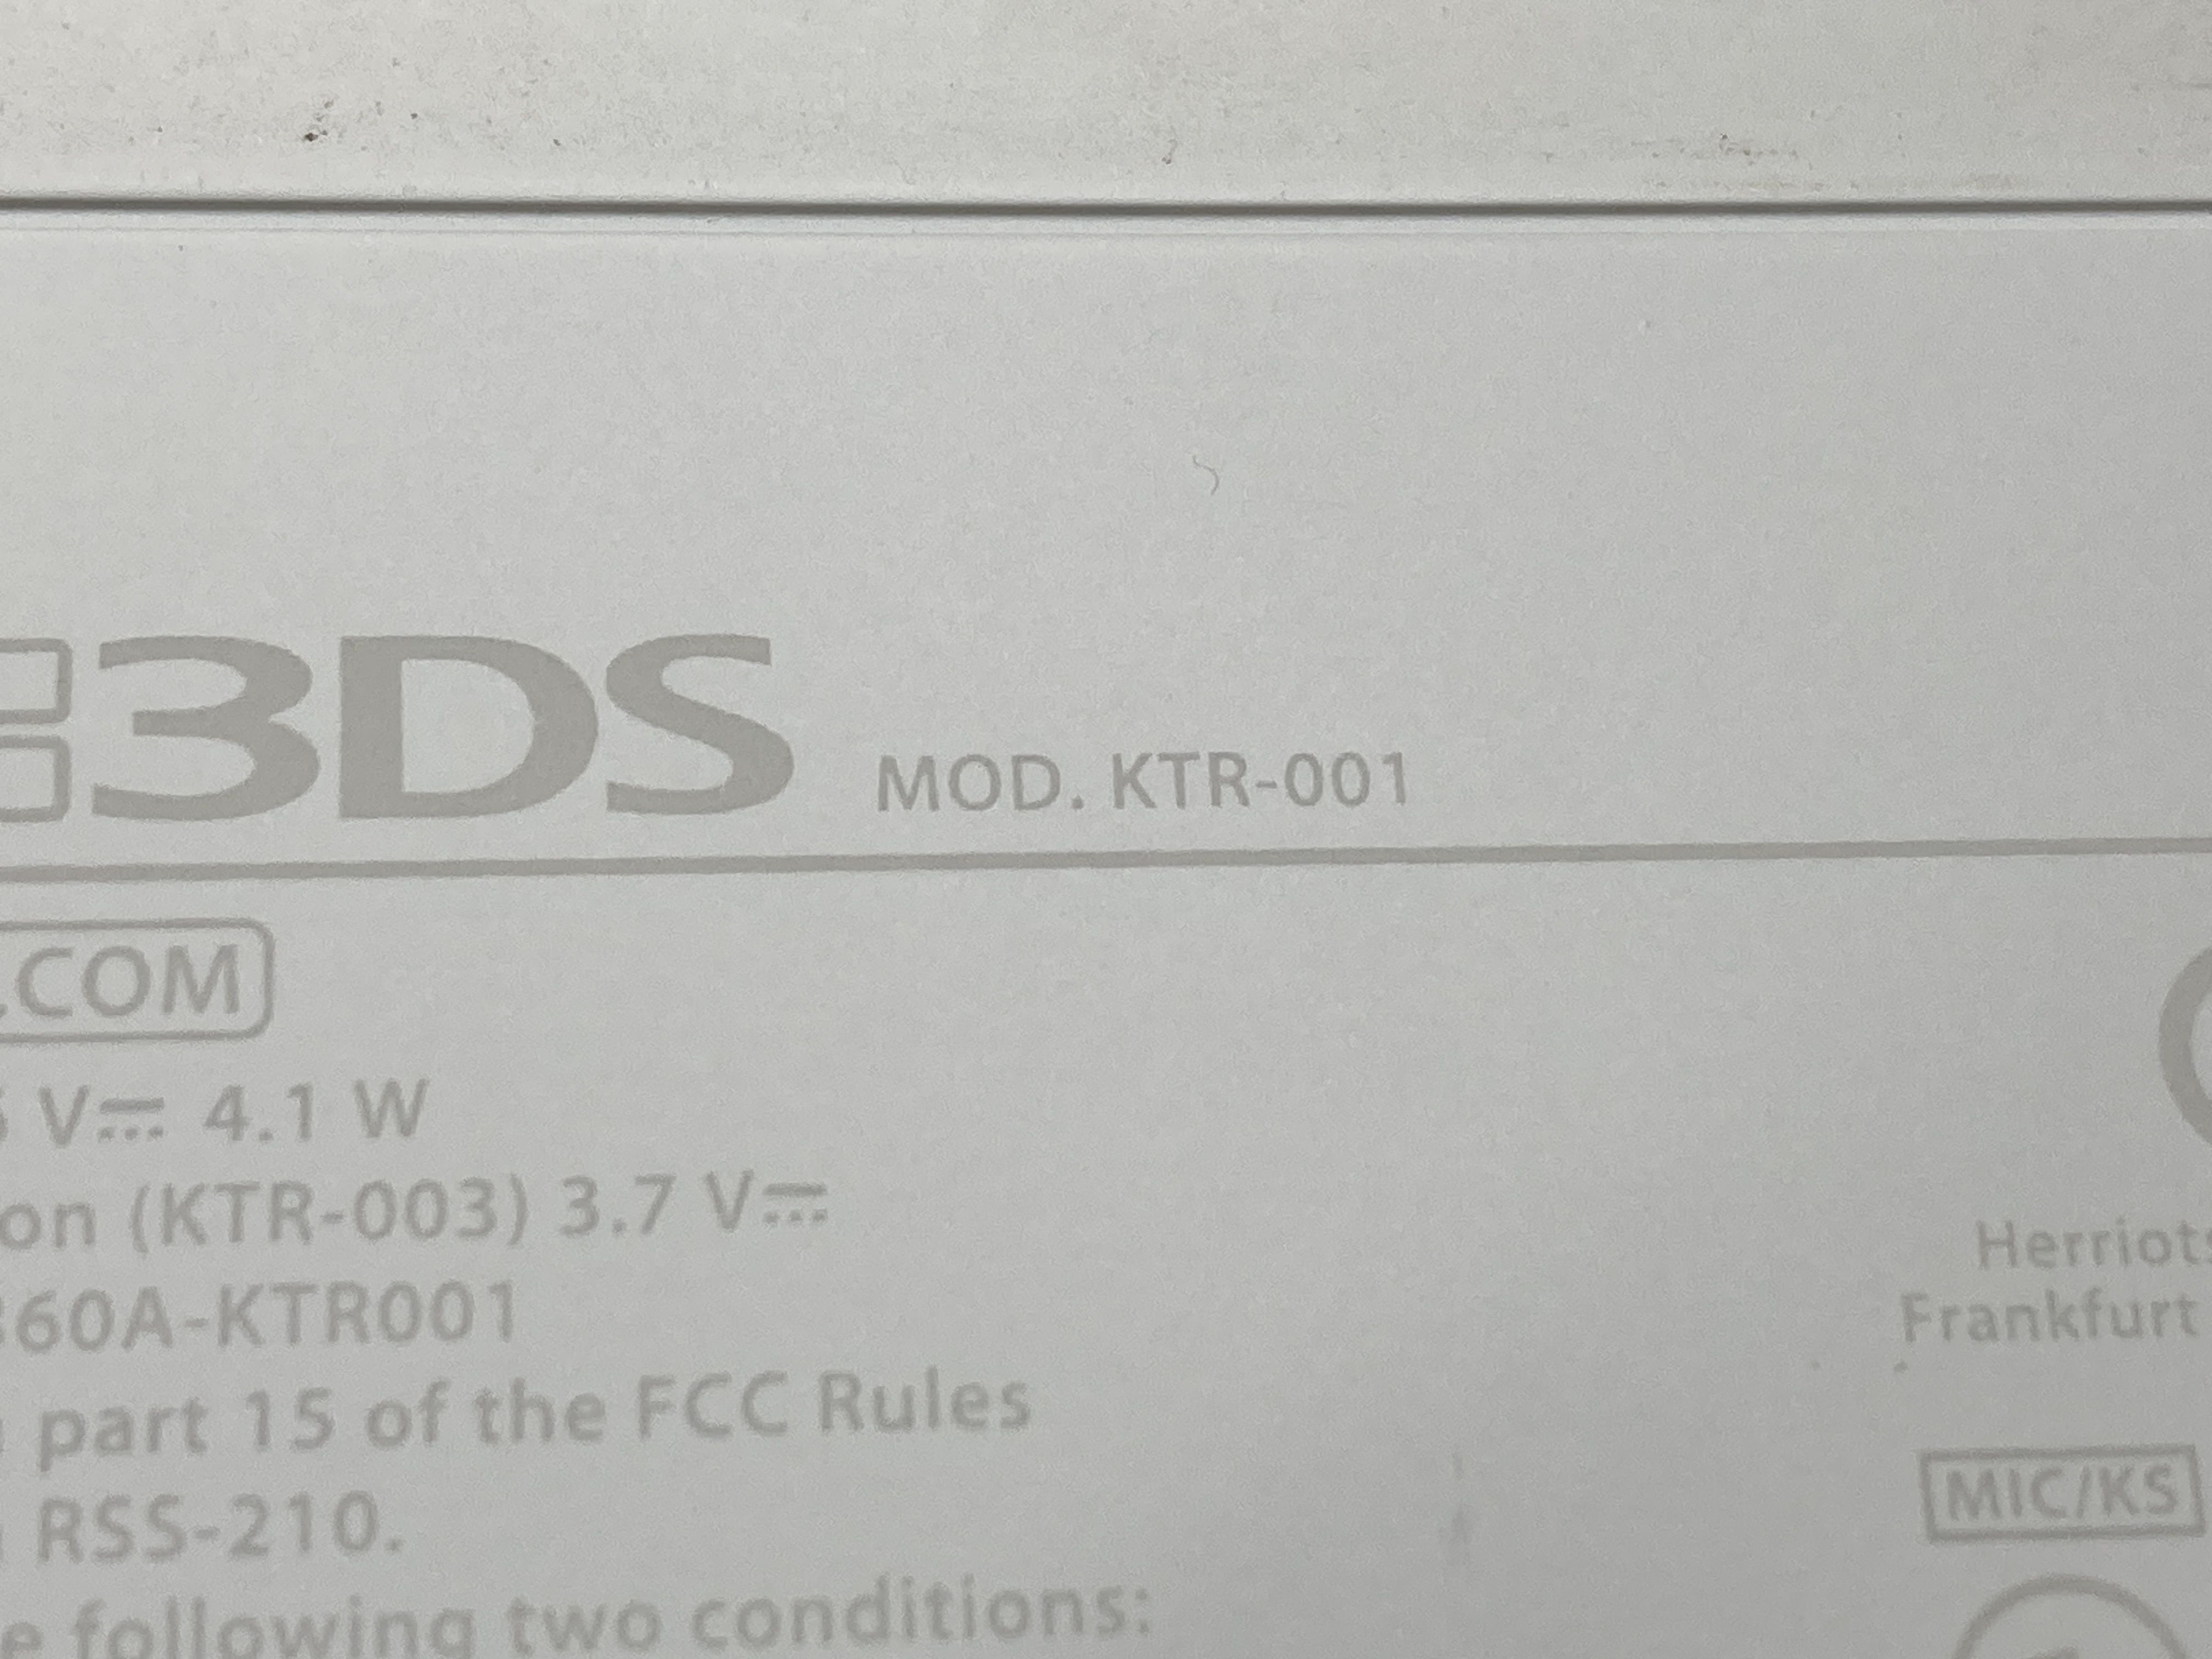 3DS MOD. KTR-001
.COM
V⎓ 4.1 W
on (KTR-003) 3.7 V⎓
60A-KTR001
part 15 of the FCC Rules
RSS-210.
e following two conditions:
Herriots
Frankfurt
MIC/KS